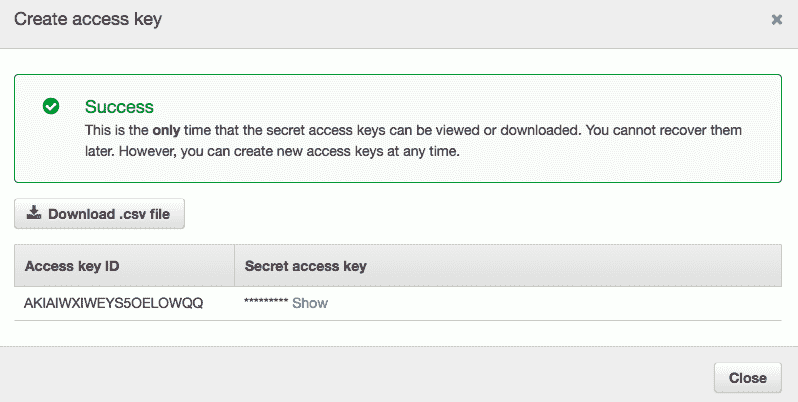 Create access key
×
Success
This is the only time that the secret access keys can be viewed or downloaded. You cannot recover them
later. However, you can create new access keys at any time.
Download .csv file
Access key ID Secret access key
AKIAIWXIWEYS5OELOWQQ ********* Show
Close